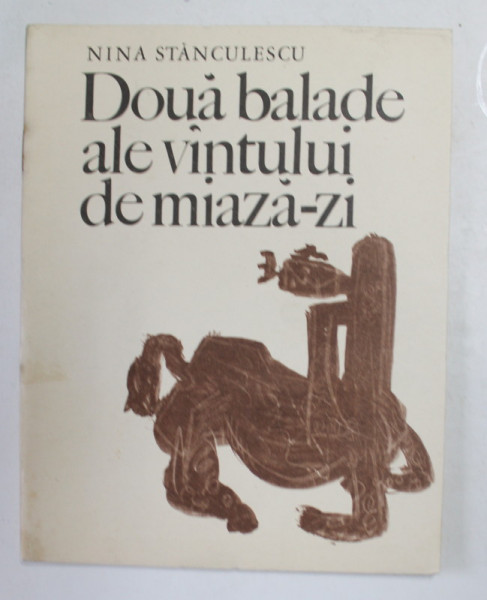 NINA STĂNCULESCU
Două balade
ale vîntului
de miază-zi